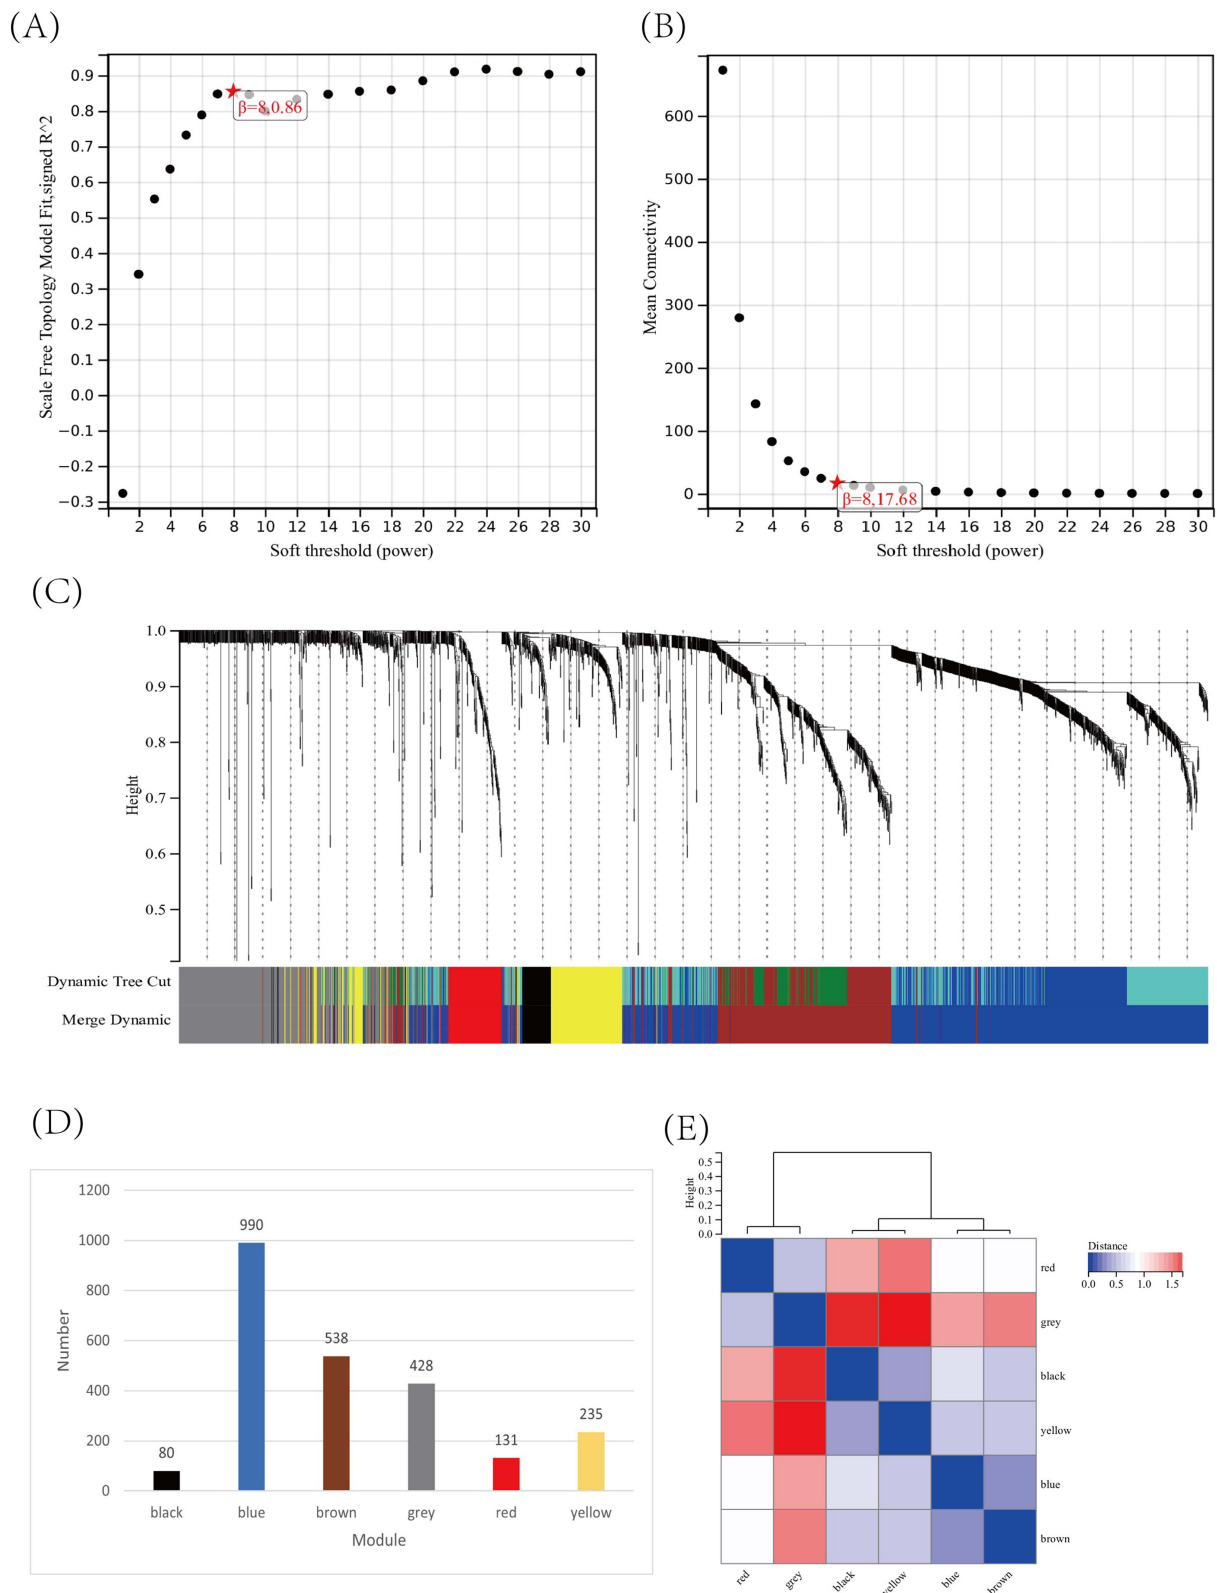 (A)
Scale Free Topology Model Fit,signed R^2
0.9
0.8
0.7
0.6
0.5
0.4
0.3
0.2
0.1
0.0
−0.1
−0.2
−0.3
β=8,0.86
2 4 6 8 10 12 14 16 18 20 22 24 26 28 30
Soft threshold (power)
(B)
Mean Connectivity
600
500
400
300
200
100
0
β=8,17.68
2 4 6 8 10 12 14 16 18 20 22 24 26 28 30
Soft threshold (power)
(C)
Height
1.0
0.9
0.8
0.7
0.6
0.5
Dynamic Tree Cut
Merge Dynamic
(D)
Number
1200
1000
800
600
400
200
0
80
990
538
428
131
235
black blue brown grey red yellow
Module
(E)
Height
0.5
0.4
0.3
0.2
0.1
0.0
Distance
0.0 0.5 1.0 1.5
red
grey
black
yellow
blue
brown
red grey black yellow blue brown